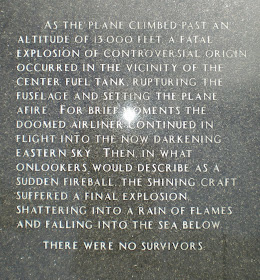 AS THE PLANE CLIMBED PAST AN
ALTITUDE OF 13,000 FEET, A FATAL
EXPLOSION OF CONTROVERSIAL ORIGIN
OCCURRED IN THE VICINITY OF THE
CENTER FUEL TANK, RUPTURING THE
FUSELAGE AND SETTING THE PLANE
AFIRE. FOR BRIEF MOMENTS THE
DOOMED AIRLINER CONTINUED IN
FLIGHT INTO THE NOW DARKENING
EASTERN SKY. THEN, IN WHAT
ONLOOKERS WOULD DESCRIBE AS A
SUDDEN FIREBALL, THE SHINING CRAFT
SUFFERED A FINAL EXPLOSION,
SHATTERING INTO A RAIN OF FLAMES
AND FALLING INTO THE SEA BELOW.
THERE WERE NO SURVIVORS.